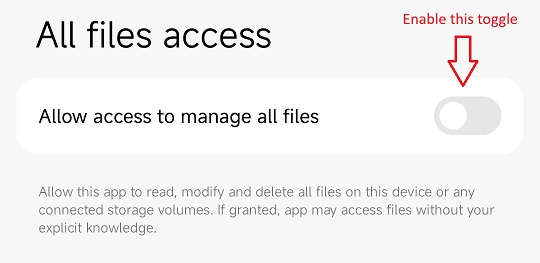 Enable this toggle
All files access
Allow access to manage all files
Allow this app to read, modify and delete all files on this device or any
connected storage volumes. If granted, app may access files without your
explicit knowledge.